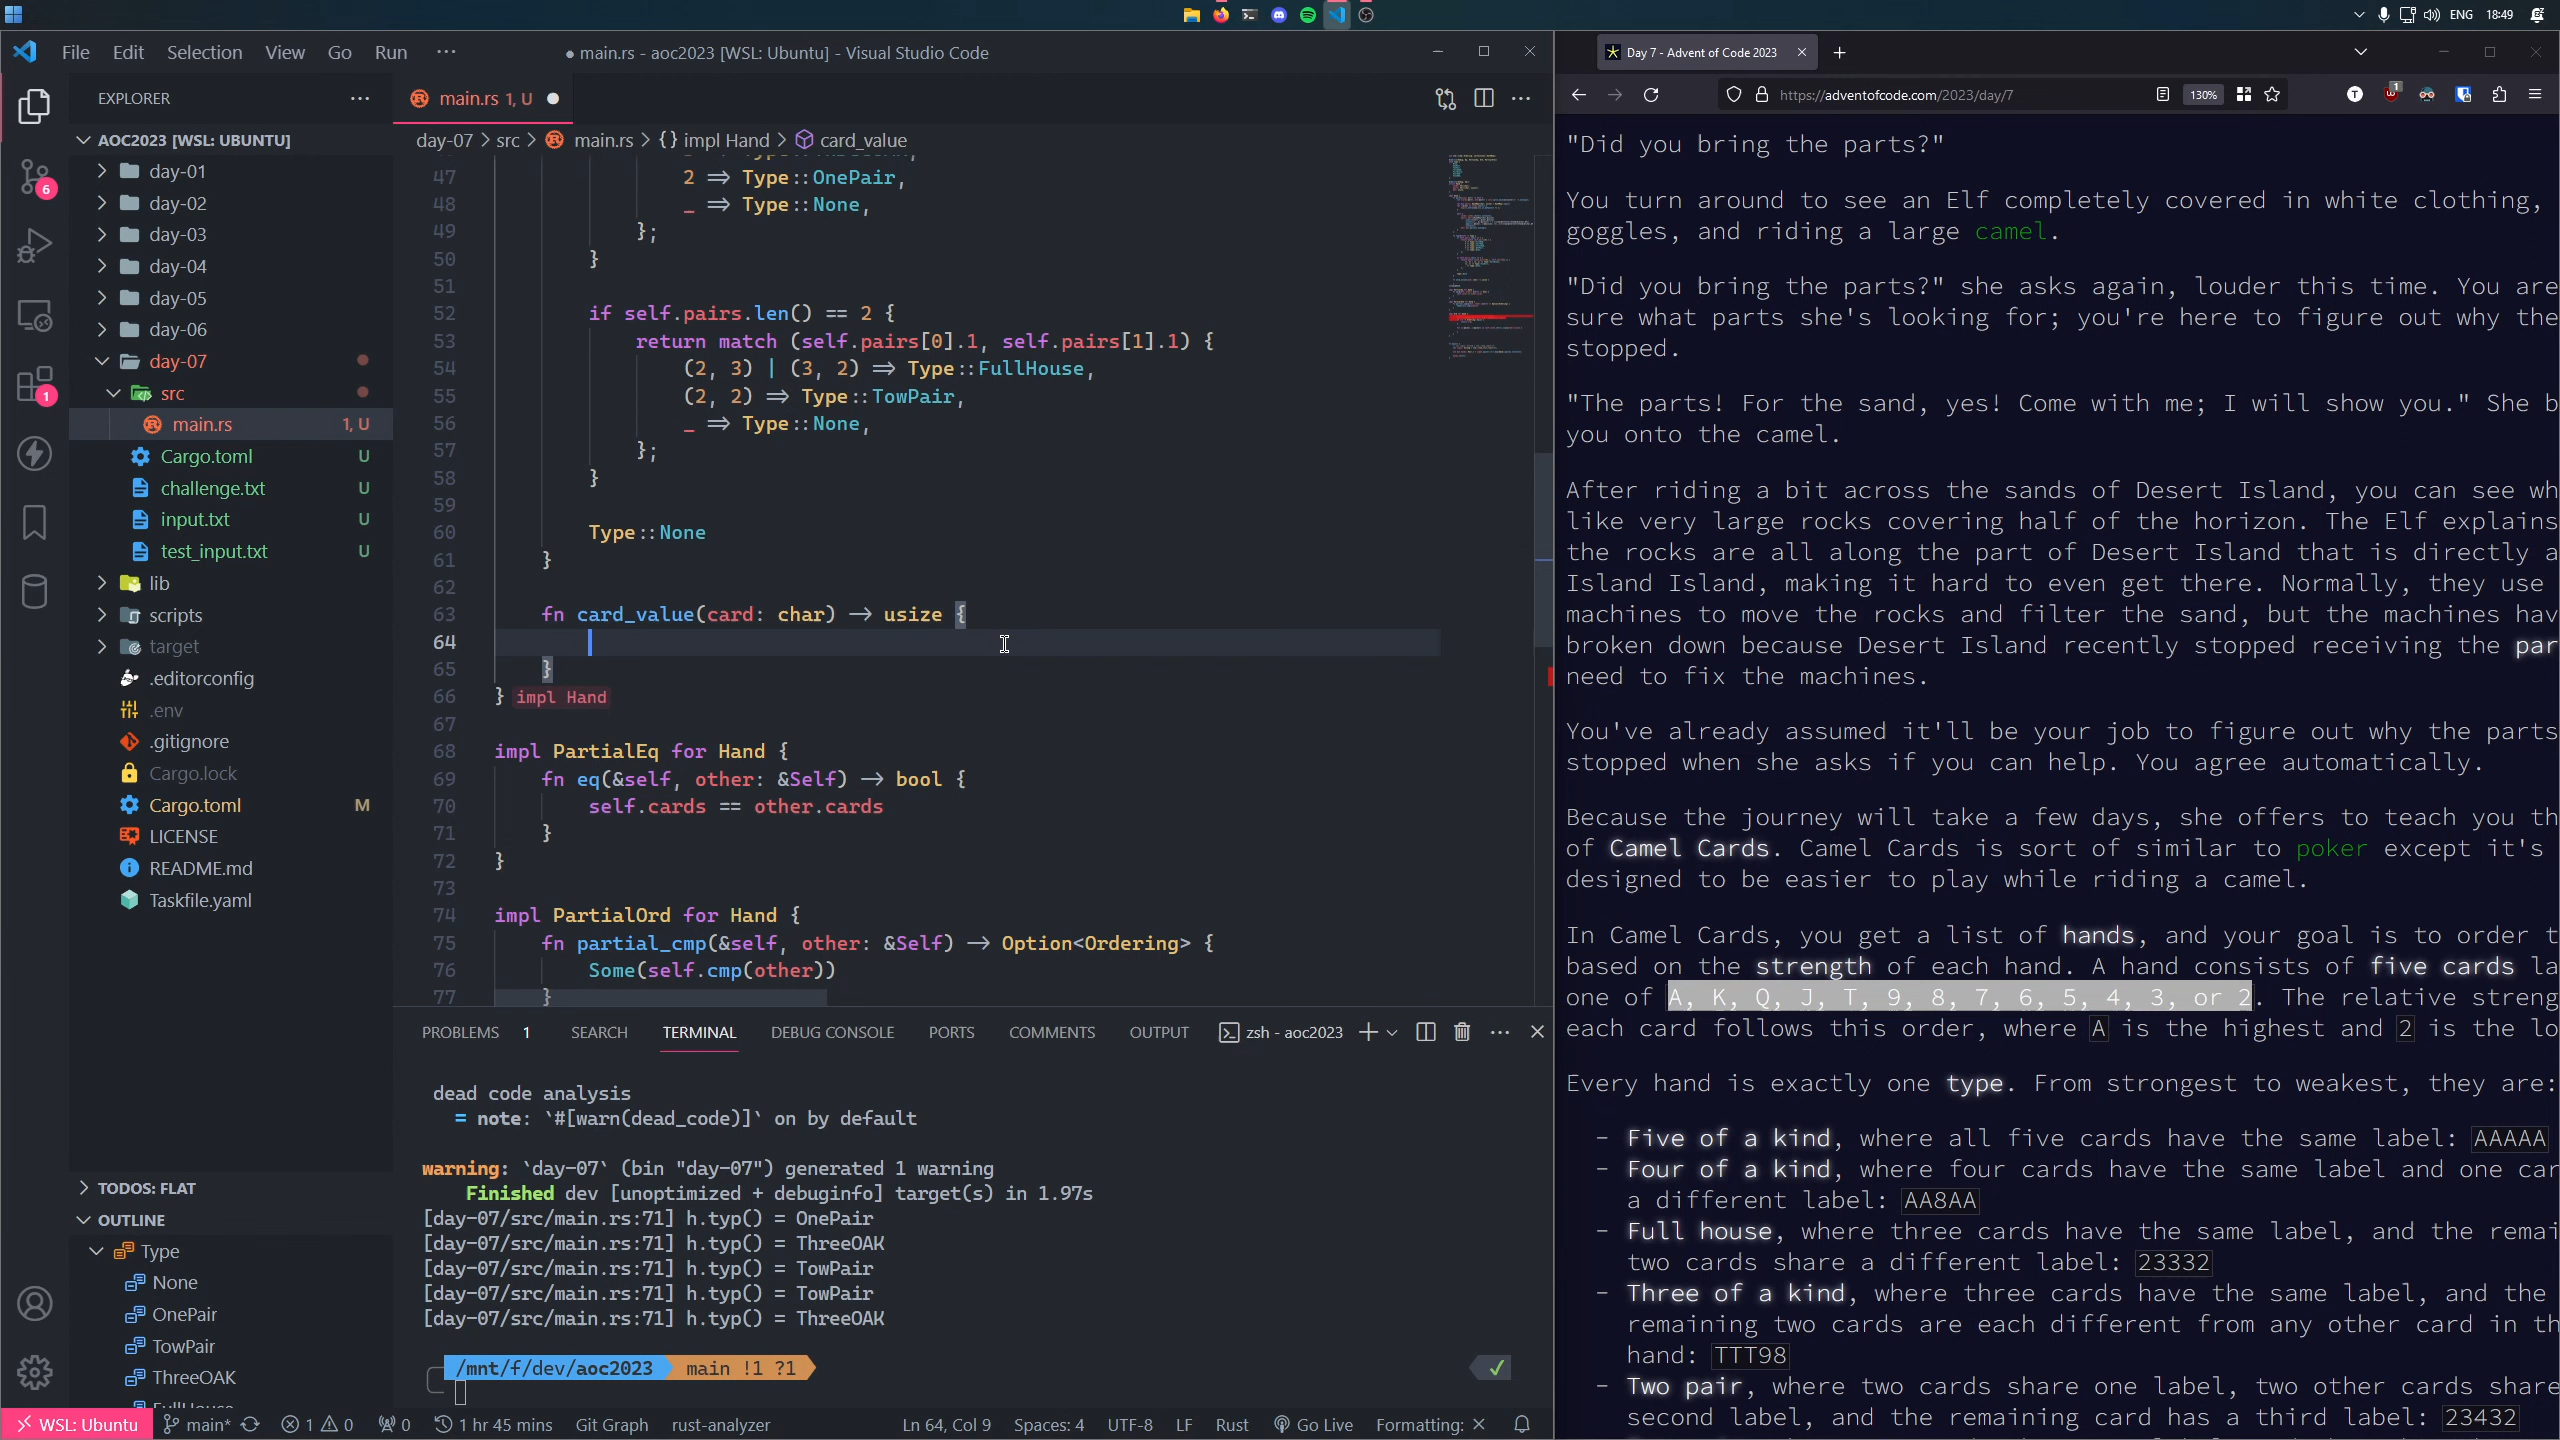 ENG 18:49
File Edit Selection View Go Run ···
● main.rs - aoc2023 [WSL: Ubuntu] - Visual Studio Code
EXPLORER ···
AOC2023 [WSL: UBUNTU]
day-01
day-02
day-03
day-04
day-05
day-06
day-07
src
main.rs 1, U
Cargo.toml U
challenge.txt U
input.txt U
test_input.txt U
lib
scripts
target
.editorconfig
.env
.gitignore
Cargo.lock
Cargo.toml M
LICENSE
README.md
Taskfile.yaml
TODOS: FLAT
OUTLINE
Type
None
OnePair
TowPair
ThreeOAK
6
1
main.rs 1, U ●
day-07 > src > main.rs > {} impl Hand > card_value
47 2 => Type::OnePair,
48 _ => Type::None,
49 };
50 }
51
52 if self.pairs.len() == 2 {
53 return match (self.pairs[0].1, self.pairs[1].1) {
54 (2, 3) | (3, 2) => Type::FullHouse,
55 (2, 2) => Type::TowPair,
56 _ => Type::None,
57 };
58 }
59
60 Type::None
61 }
62
63 fn card_value(card: char) -> usize {
64
65 }
66 } impl Hand
67
68 impl PartialEq for Hand {
69 fn eq(&self, other: &Self) -> bool {
70 self.cards == other.cards
71 }
72 }
73
74 impl PartialOrd for Hand {
75 fn partial_cmp(&self, other: &Self) -> Option<Ordering> {
76 Some(self.cmp(other))
77 }
PROBLEMS 1 SEARCH TERMINAL DEBUG CONSOLE PORTS COMMENTS OUTPUT zsh - aoc2023
dead code analysis
= note: `#[warn(dead_code)]` on by default
warning: `day-07` (bin "day-07") generated 1 warning
Finished dev [unoptimized + debuginfo] target(s) in 1.97s
[day-07/src/main.rs:71] h.typ() = OnePair
[day-07/src/main.rs:71] h.typ() = ThreeOAK
[day-07/src/main.rs:71] h.typ() = TowPair
[day-07/src/main.rs:71] h.typ() = TowPair
[day-07/src/main.rs:71] h.typ() = ThreeOAK
/mnt/f/dev/aoc2023 main !1 ?1
WSL: Ubuntu main* 1 0 0 1 hr 45 mins Git Graph rust-analyzer Ln 64, Col 9 Spaces: 4 UTF-8 LF Rust Go Live Formatting: ×
Day 7 - Advent of Code 2023
https://adventofcode.com/2023/day/7 130% 1
"Did you bring the parts?"
You turn around to see an Elf completely covered in white clothing,
goggles, and riding a large camel.
"Did you bring the parts?" she asks again, louder this time. You are
sure what parts she's looking for; you're here to figure out why the
stopped.
"The parts! For the sand, yes! Come with me; I will show you." She b
you onto the camel.
After riding a bit across the sands of Desert Island, you can see wh
like very large rocks covering half of the horizon. The Elf explains
the rocks are all along the part of Desert Island that is directly a
Island Island, making it hard to even get there. Normally, they use
machines to move the rocks and filter the sand, but the machines hav
broken down because Desert Island recently stopped receiving the par
need to fix the machines.
You've already assumed it'll be your job to figure out why the parts
stopped when she asks if you can help. You agree automatically.
Because the journey will take a few days, she offers to teach you th
of Camel Cards. Camel Cards is sort of similar to poker except it's
designed to be easier to play while riding a camel.
In Camel Cards, you get a list of hands, and your goal is to order t
based on the strength of each hand. A hand consists of five cards la
one of A, K, Q, J, T, 9, 8, 7, 6, 5, 4, 3, or 2. The relative streng
each card follows this order, where A is the highest and 2 is the lo
Every hand is exactly one type. From strongest to weakest, they are:
- Five of a kind, where all five cards have the same label: AAAAA
- Four of a kind, where four cards have the same label and one car
a different label: AA8AA
- Full house, where three cards have the same label, and the remai
two cards share a different label: 23332
- Three of a kind, where three cards have the same label, and the
remaining two cards are each different from any other card in th
hand: TTT98
- Two pair, where two cards share one label, two other cards share
second label, and the remaining card has a third label: 23432